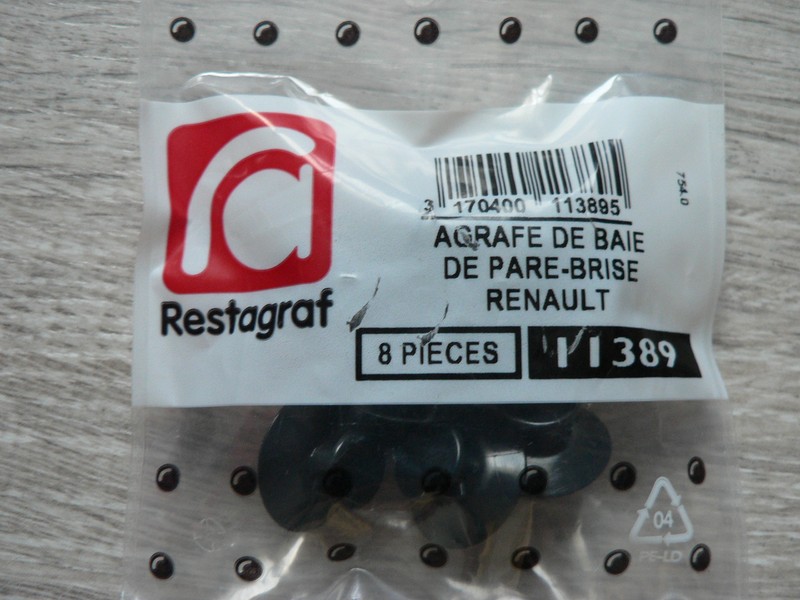 754.0
3 170400 113895
AGRAFE DE BAIE
DE PARE-BRISE
RENAULT
Restagraf
8 PIECES
11389
04
PE-LD